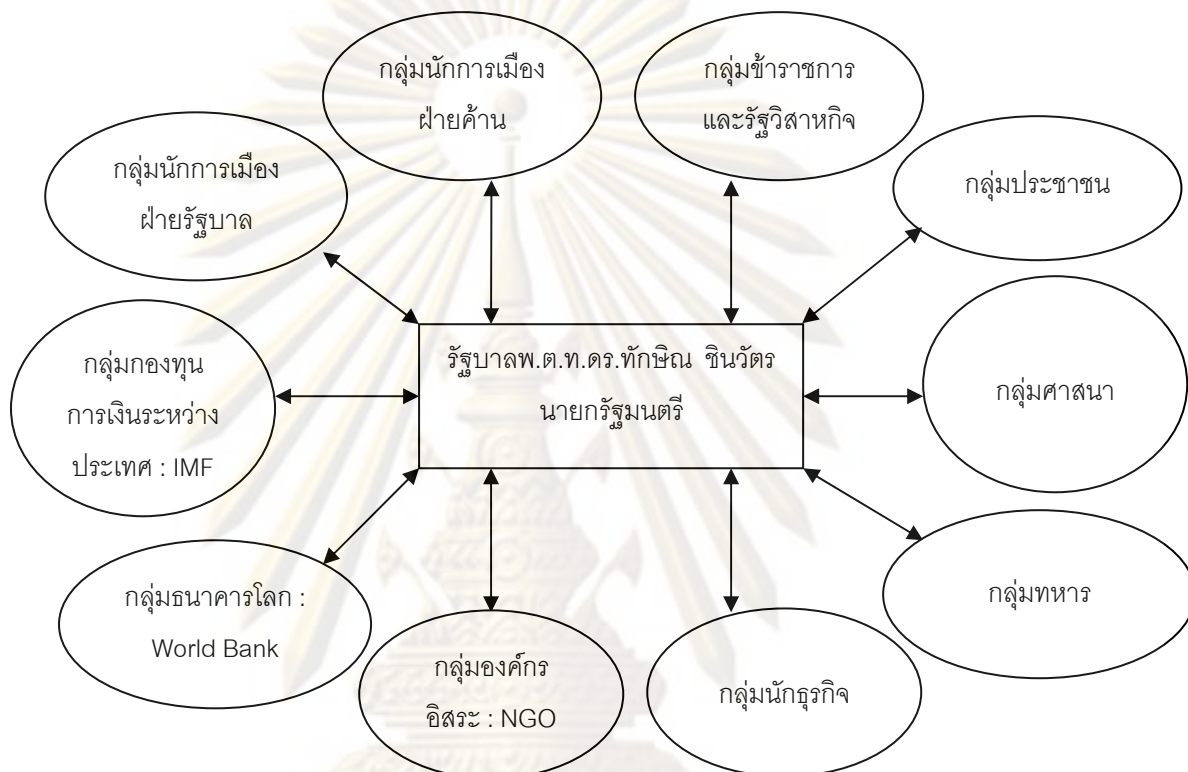 กลุ่มนักการเมือง
ฝ่ายค้าน
กลุ่มข้าราชการ
และรัฐวิสาหกิจ
กลุ่มนักการเมือง
ฝ่ายรัฐบาล
กลุ่มประชาชน
กลุ่มกองทุน
การเงินระหว่าง
ประเทศ : IMF
รัฐบาลพ.ต.ท.ดร.ทักษิณ ชินวัตร
นายกรัฐมนตรี
กลุ่มศาสนา
กลุ่มธนาคารโลก :
World Bank
กลุ่มองค์กร
อิสระ : NGO
กลุ่มนักธุรกิจ
กลุ่มทหาร